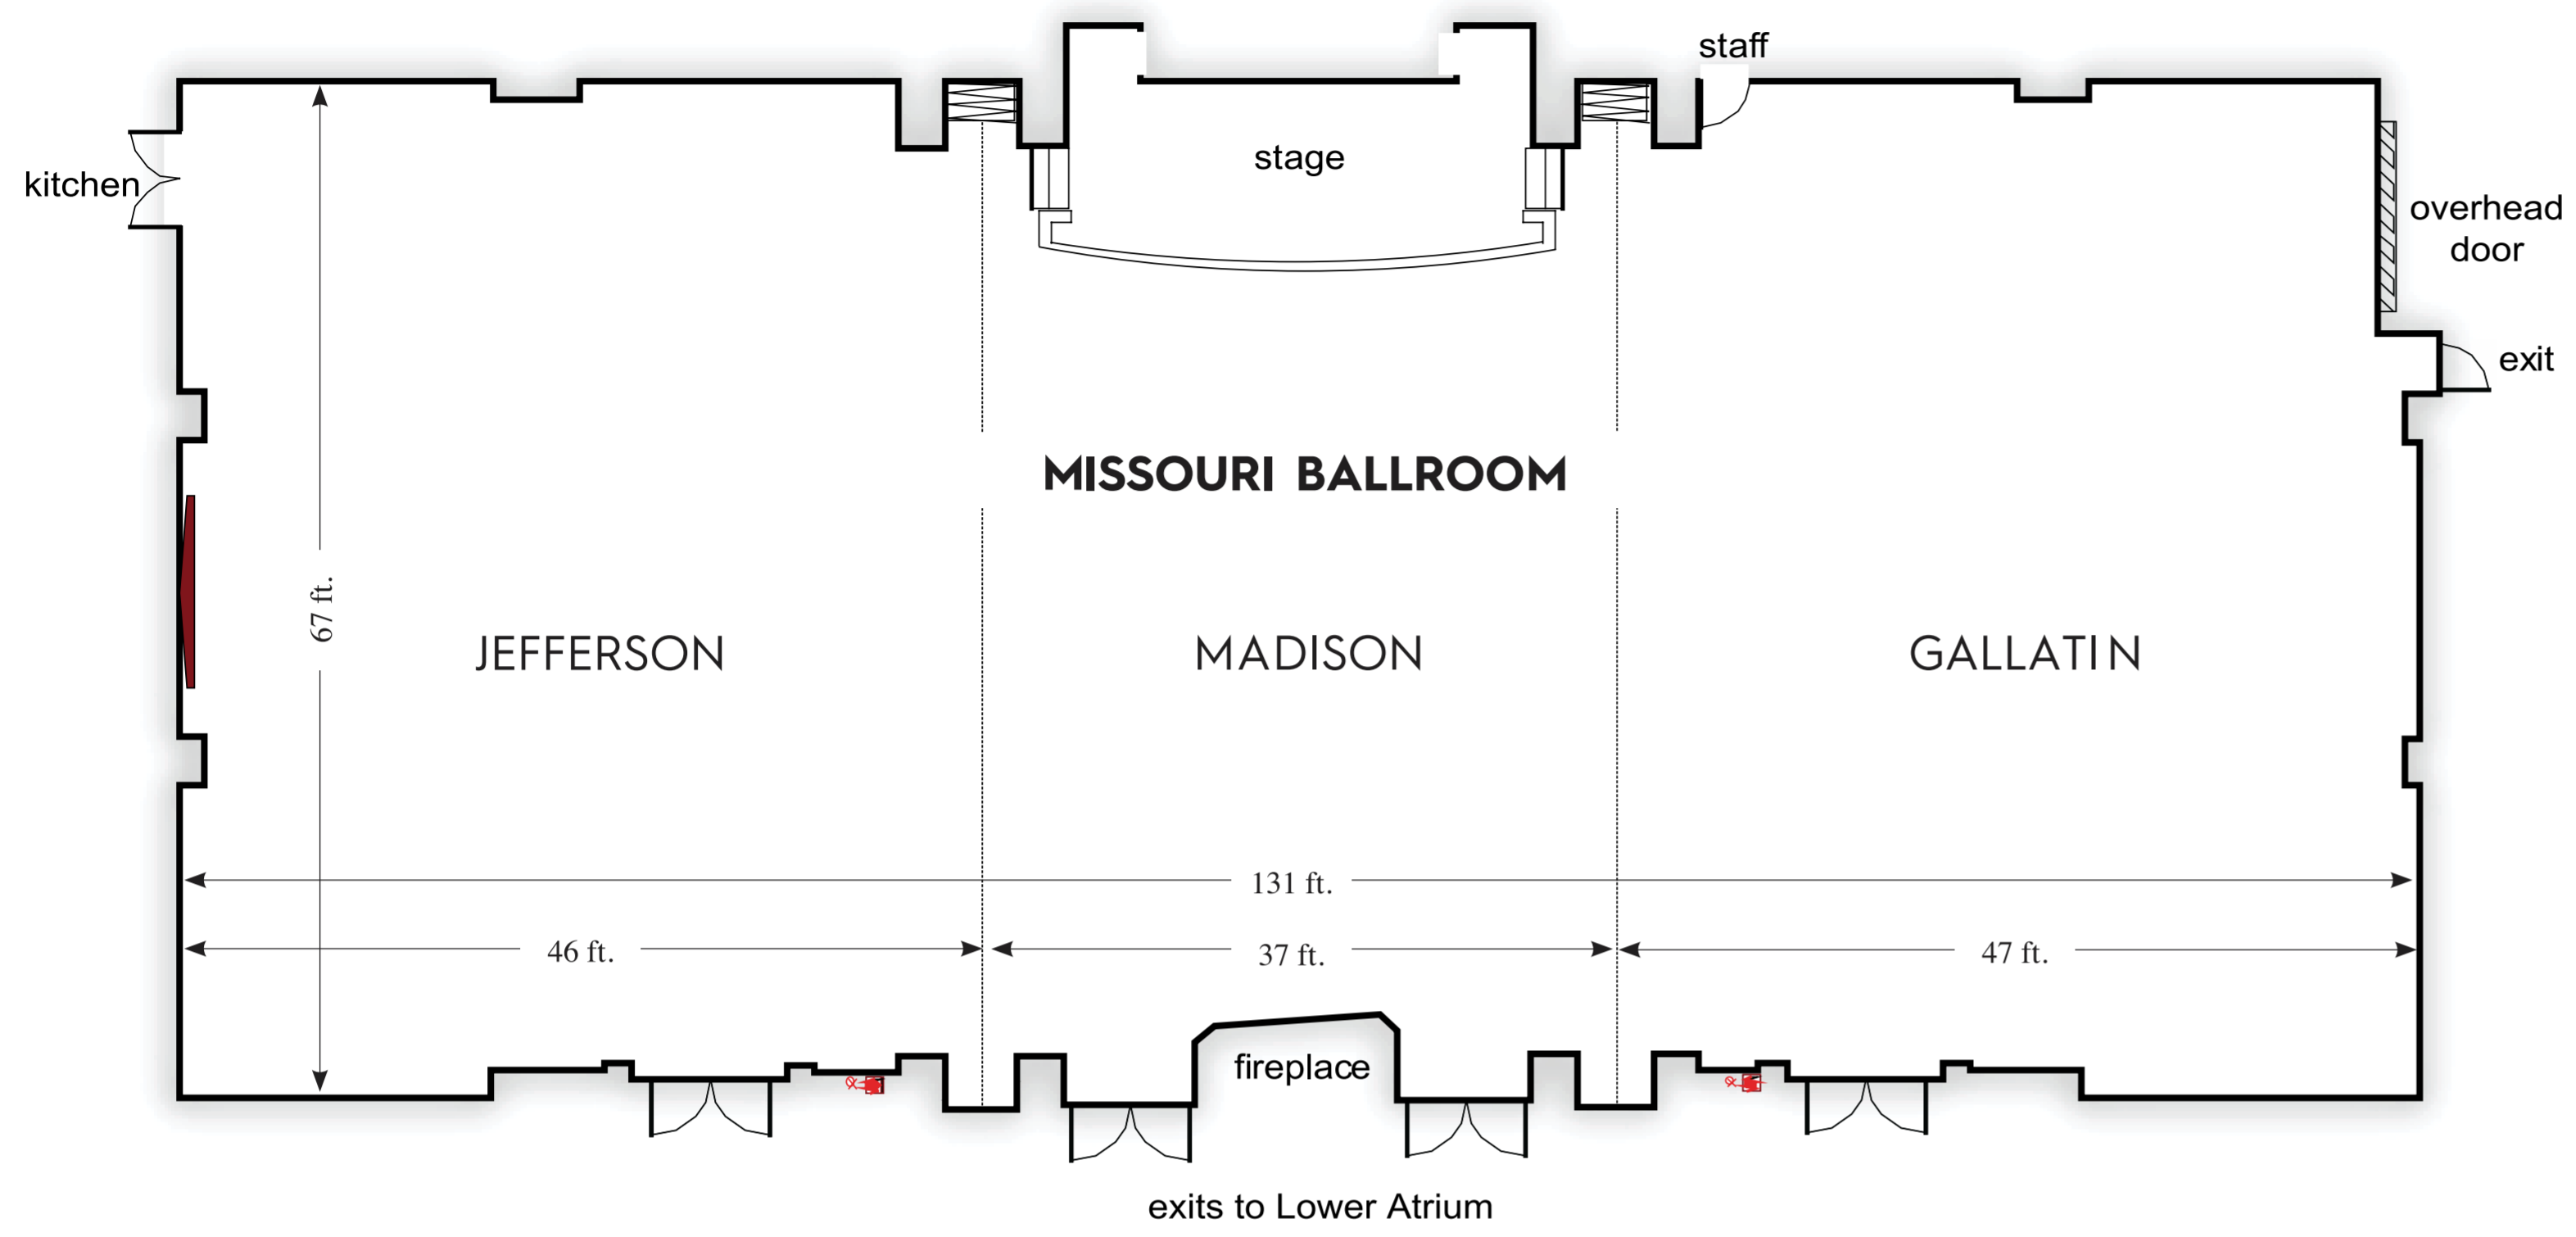 staff
stage
kitchen
overhead
door
exit
MISSOURI BALLROOM
67 ft.
JEFFERSON
MADISON
GALLATIN
131 ft.
46 ft.
37 ft.
47 ft.
fireplace
exits to Lower Atrium